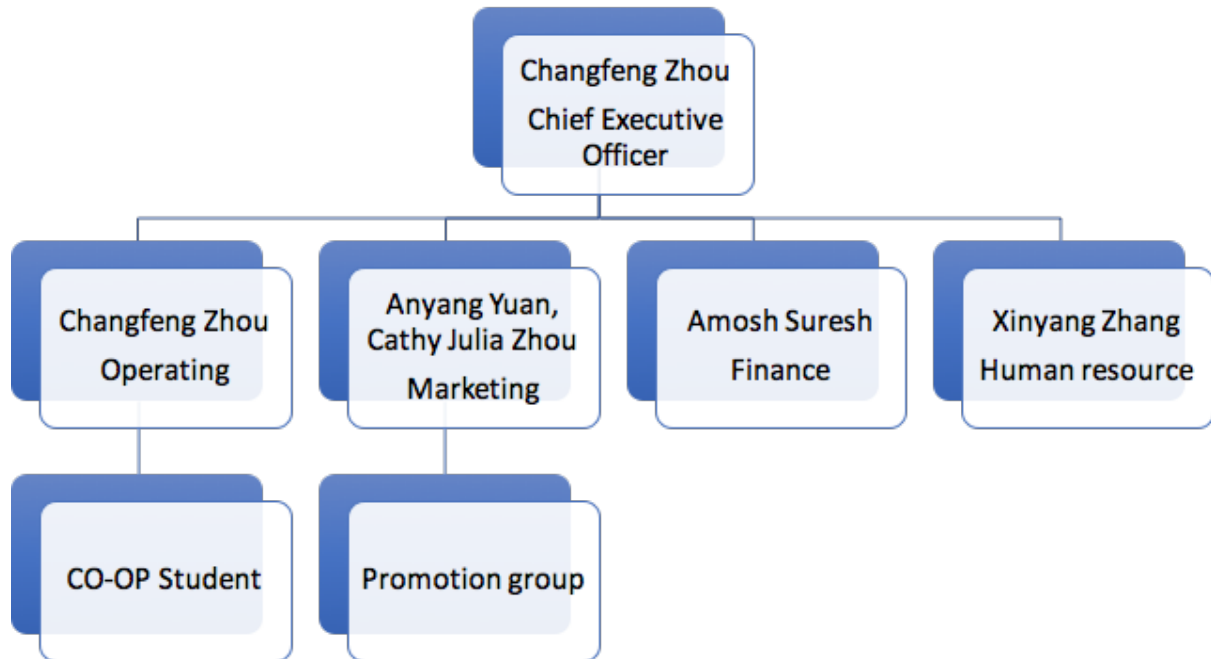 Changfeng Zhou
Chief Executive
Officer
Changfeng Zhou
Operating
Anyang Yuan,
Cathy Julia Zhou
Marketing
Amosh Suresh
Finance
Xinyang Zhang
Human resource
CO-OP Student
Promotion group